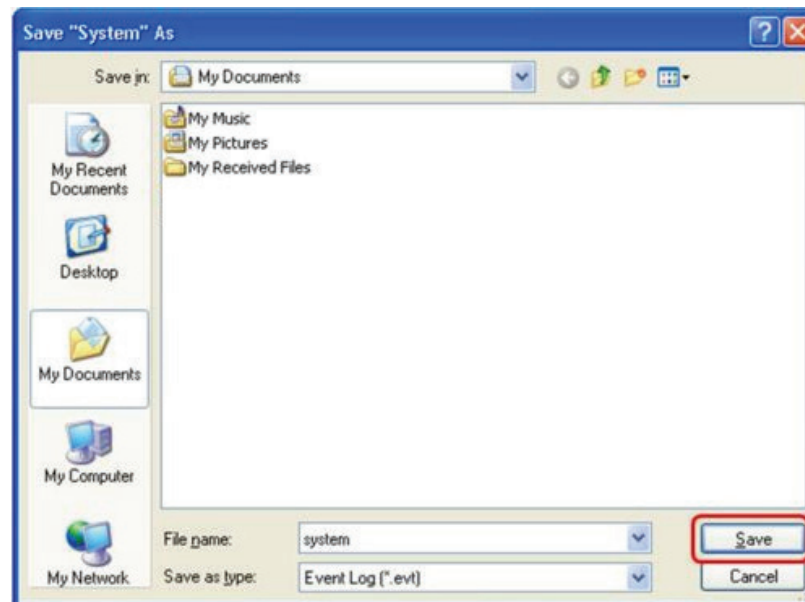 Save "System" As
Save in:
My Documents
My Recent
Documents
Desktop
My Documents
My Computer
My Network
My Music
My Pictures
My Received Files
File name:
system
Save
Save as type:
Event Log (*.evt)
Cancel